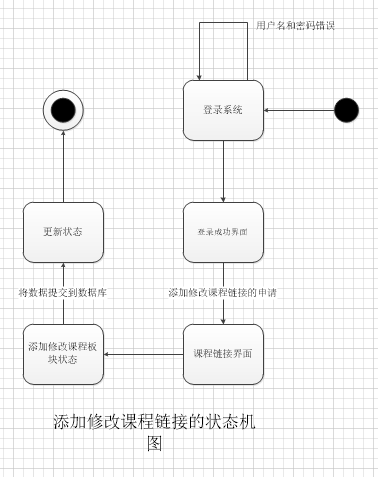 用户名和密码错误
登录系统
更新状态
登录成功界面
将数据提交到数据库
添加修改课程链接的申请
添加修改课程板
块状态
课程链接界面
添加修改课程链接的状态机
图